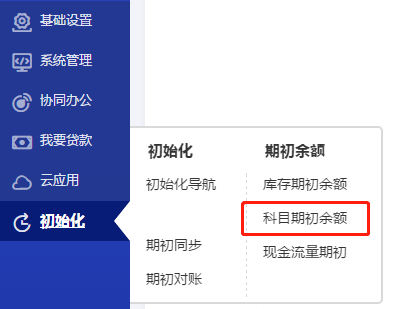 基础设置
系统管理
协同办公
我要贷款
云应用
初始化
初始化
初始化导航
期初同步
期初对账
期初余额
库存期初余额
科目期初余额
现金流量期初